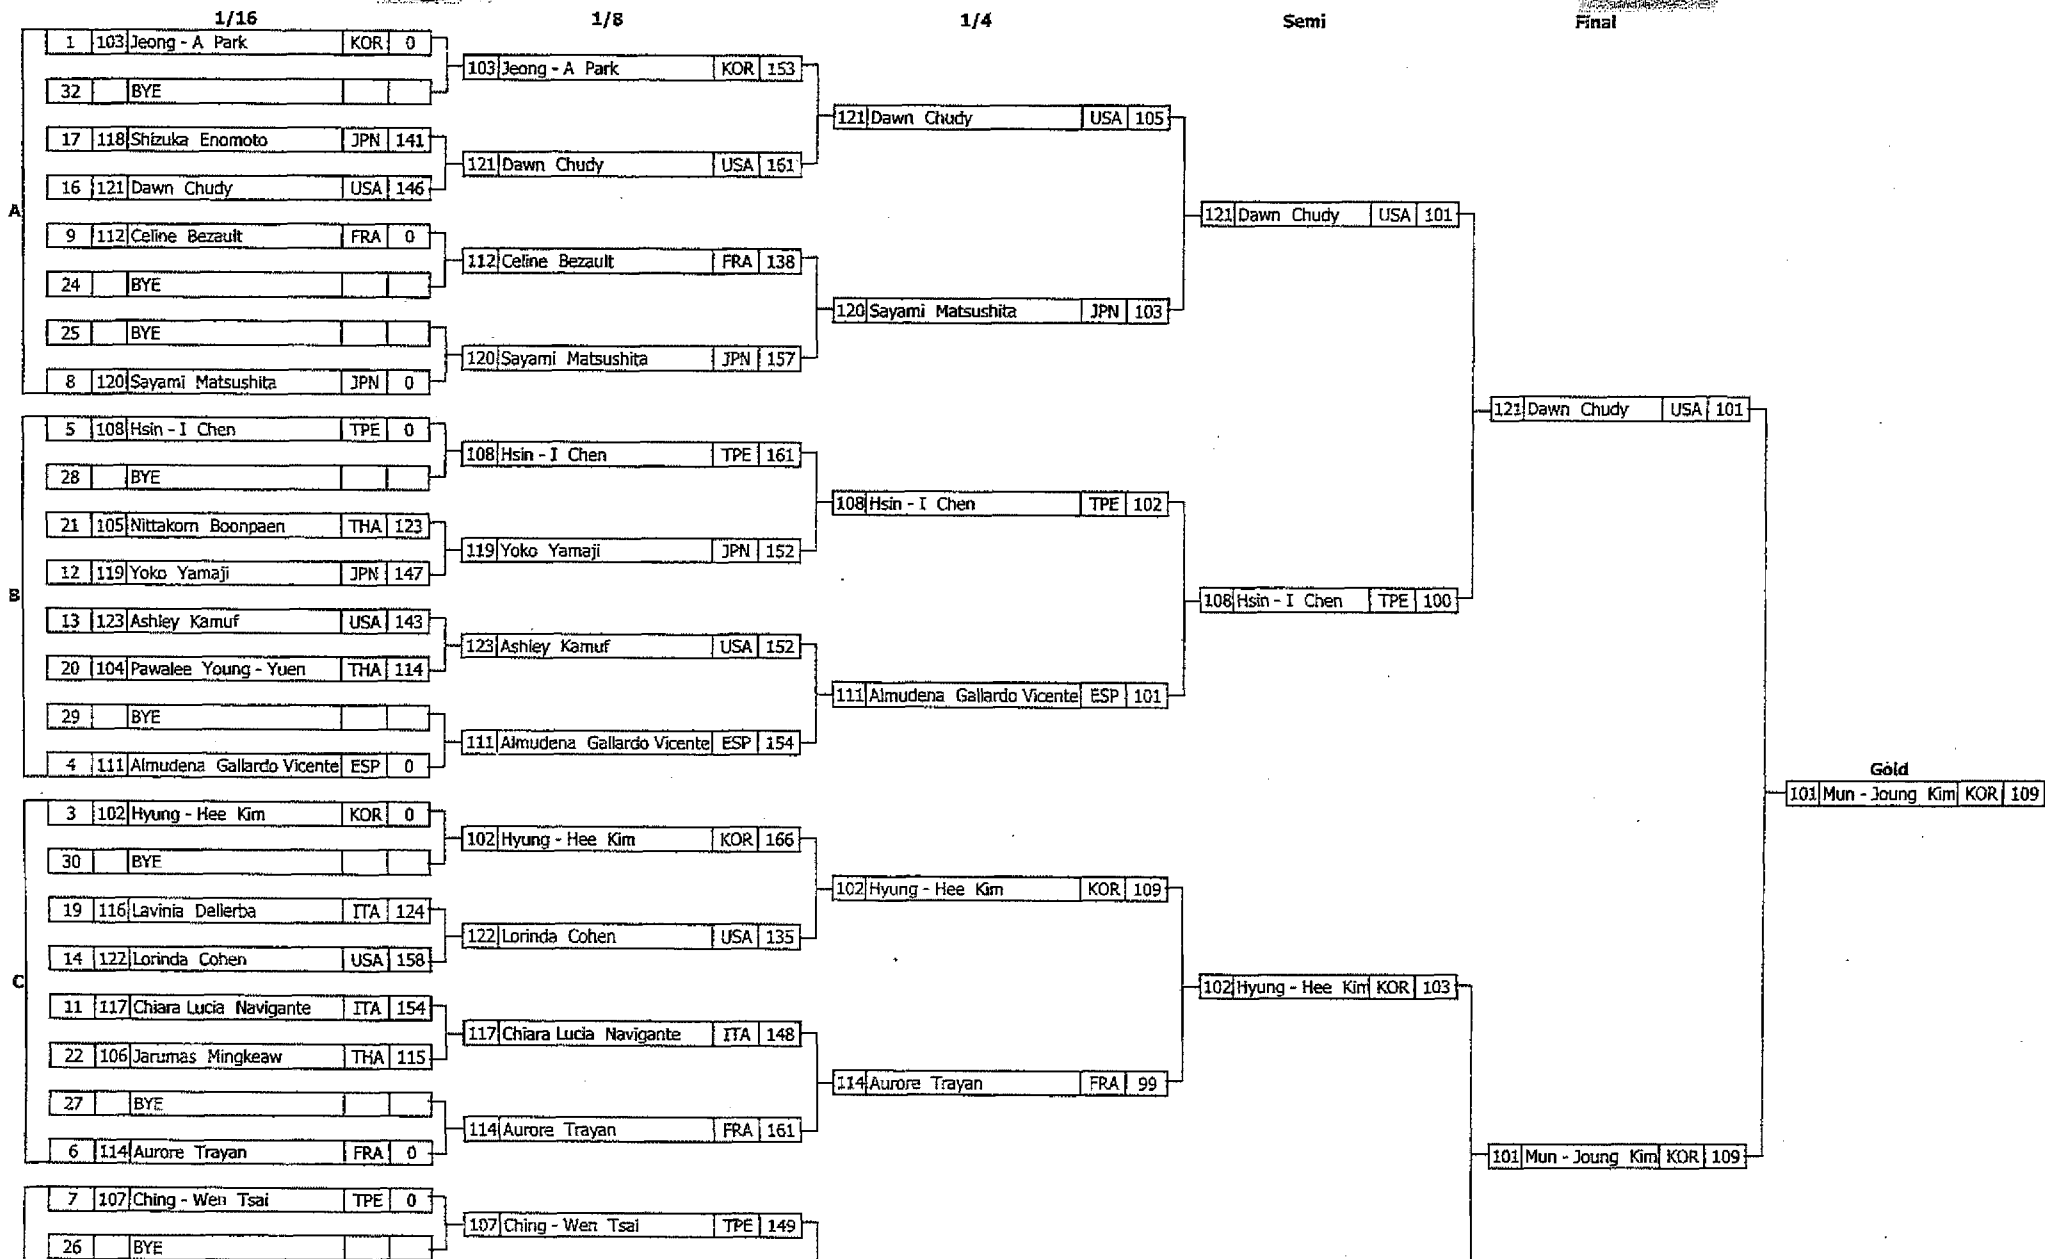 1/16 1/8 1/4 Semi Final
1 103 Jeong - A Park KOR 0
103 Jeong - A Park KOR 153
32 BYE
121 Dawn Chudy USA 105
17 118 Shizuka Enomoto JPN 141
121 Dawn Chudy USA 161
16 121 Dawn Chudy USA 146
A
121 Dawn Chudy USA 101
9 112 Celine Bezault FRA 0
112 Celine Bezault FRA 138
24 BYE
120 Sayami Matsushita JPN 103
25 BYE
120 Sayami Matsushita JPN 157
8 120 Sayami Matsushita JPN 0
121 Dawn Chudy USA 101
5 108 Hsin - I Chen TPE 0
108 Hsin - I Chen TPE 161
28 BYE
108 Hsin - I Chen TPE 102
21 105 Nittakorn Boonpaen THA 123
119 Yoko Yamaji JPN 152
12 119 Yoko Yamaji JPN 147
B
108 Hsin - I Chen TPE 100
13 123 Ashley Kamuf USA 143
123 Ashley Kamuf USA 152
20 104 Pawalee Young - Yuen THA 114
111 Almudena Gallardo Vicente ESP 101
29 BYE
111 Almudena Gallardo Vicente ESP 154
4 111 Almudena Gallardo Vicente ESP 0
Gold
101 Mun - Joung Kim KOR 109
3 102 Hyung - Hee Kim KOR 0
102 Hyung - Hee Kim KOR 166
30 BYE
102 Hyung - Hee Kim KOR 109
19 116 Lavinia Dellerba ITA 124
122 Lorinda Cohen USA 135
14 122 Lorinda Cohen USA 158
C
102 Hyung - Hee Kim KOR 103
11 117 Chiara Lucia Navigante ITA 154
117 Chiara Lucia Navigante ITA 148
22 106 Jarumas Mingkeaw THA 115
114 Aurore Trayan FRA 99
27 BYE
114 Aurore Trayan FRA 161
6 114 Aurore Trayan FRA 0
101 Mun - Joung Kim KOR 109
7 107 Ching - Wen Tsai TPE 0
107 Ching - Wen Tsai TPE 149
26 BYE